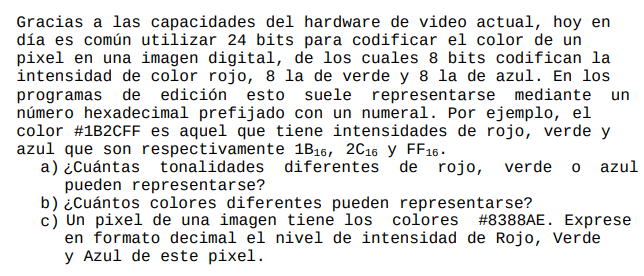 Gracias a las capacidades del hardware de video actual, hoy en
día es común utilizar 24 bits para codificar el color de un
pixel en una imagen digital, de los cuales 8 bits codifican la
intensidad de color rojo, 8 la de verde y 8 la de azul. En los
programas de edición esto suele representarse mediante un
número hexadecimal prefijado con un numeral. Por ejemplo, el
color #1B2CFF es aquel que tiene intensidades de rojo, verde y
azul que son respectivamente 1B₁₆, 2C₁₆ y FF₁₆.
a) ¿Cuántas tonalidades diferentes de rojo, verde o azul
pueden representarse?
b) ¿Cuántos colores diferentes pueden representarse?
c) Un pixel de una imagen tiene los colores #8388AE. Exprese
en formato decimal el nivel de intensidad de Rojo, Verde
y Azul de este pixel.